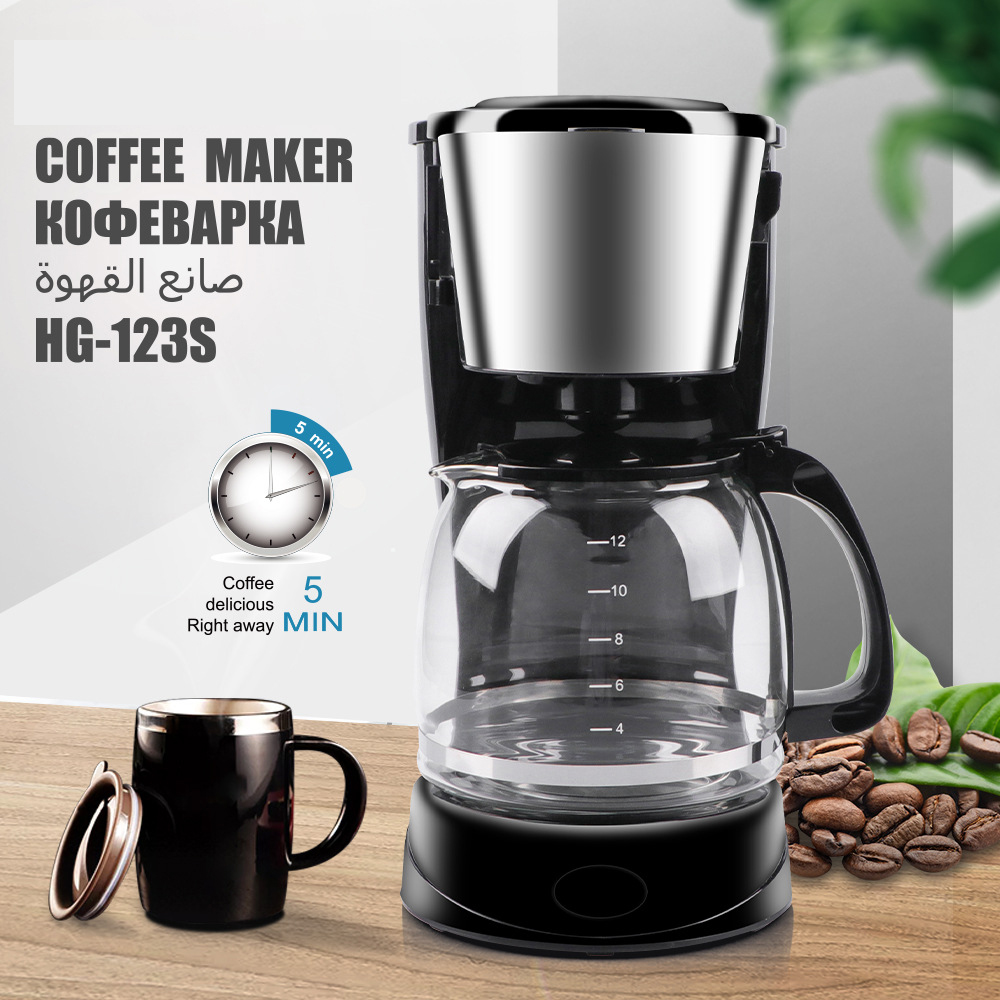 COFFEE MAKER
КОФЕВАРКА
صانع القهوة
HG-123S
5 min
Coffee
delicious
Right away
5
MIN
12
10
8
6
4